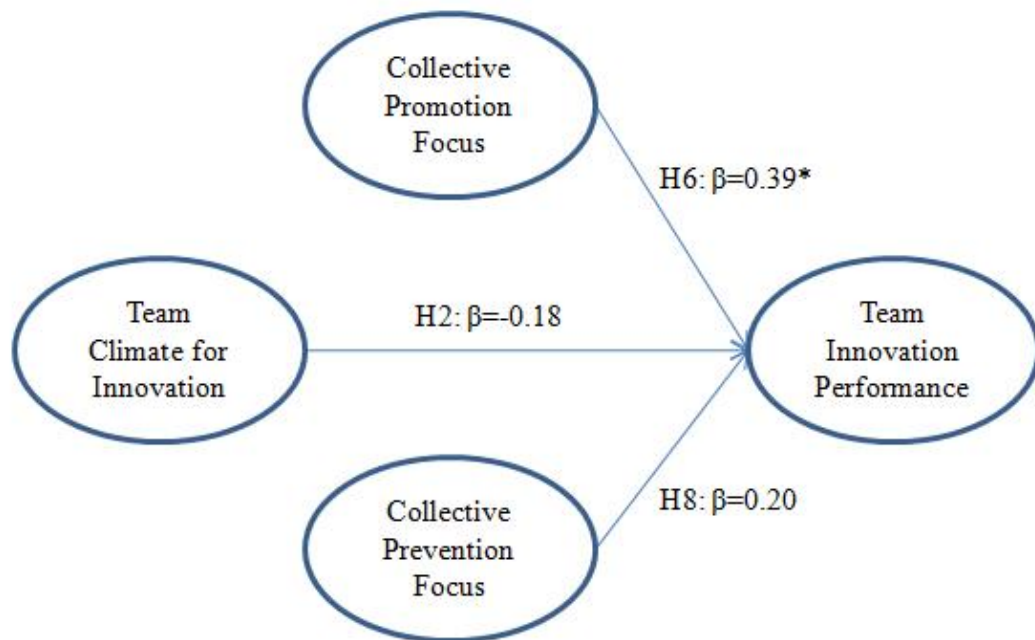 Collective
Promotion
Focus
H6: β=0.39*
Team
Climate for
Innovation
H2: β=-0.18
Team
Innovation
Performance
H8: β=0.20
Collective
Prevention
Focus